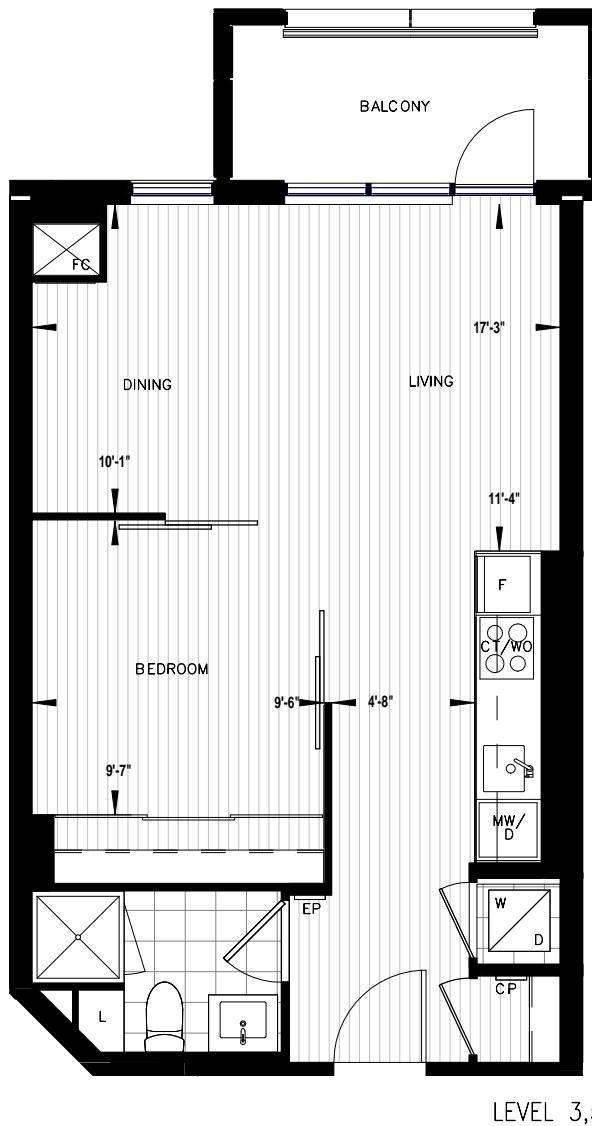 BALCONY
FC
17'-3"
DINING
LIVING
10'-1"
11'-4"
F
CT/WO
BEDROOM
9'-6"
4'-8"
9'-7"
MW/
D
EP
W
D
CP
L
LEVEL 3,